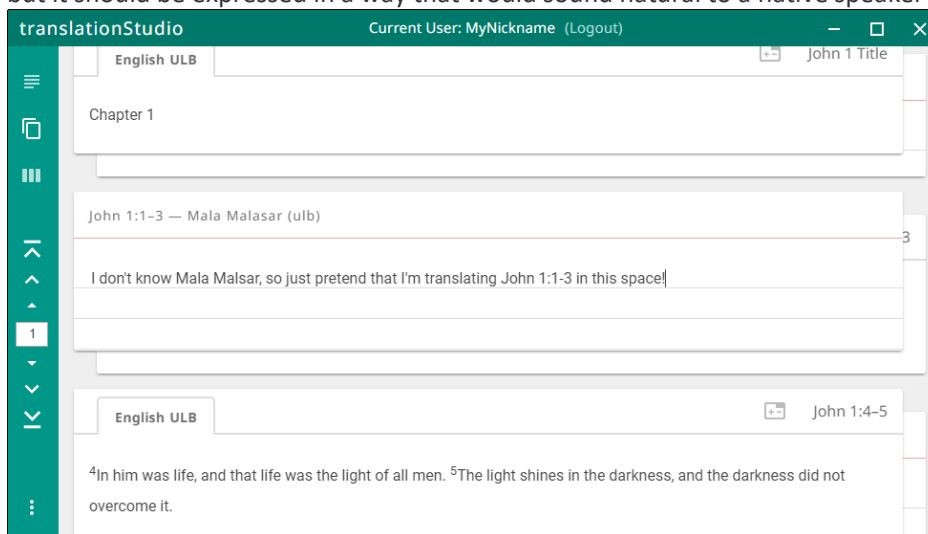 but it should be expressed in a way that would sound natural to a native speaker
translationStudio Current User: MyNickname (Logout)
English ULB John 1 Title
Chapter 1
John 1:1–3 — Mala Malasar (ulb)
3
I don't know Mala Malsar, so just pretend that I'm translating John 1:1-3 in this space!
1
English ULB John 1:4–5
4In him was life, and that life was the light of all men. 5The light shines in the darkness, and the darkness did not
overcome it.